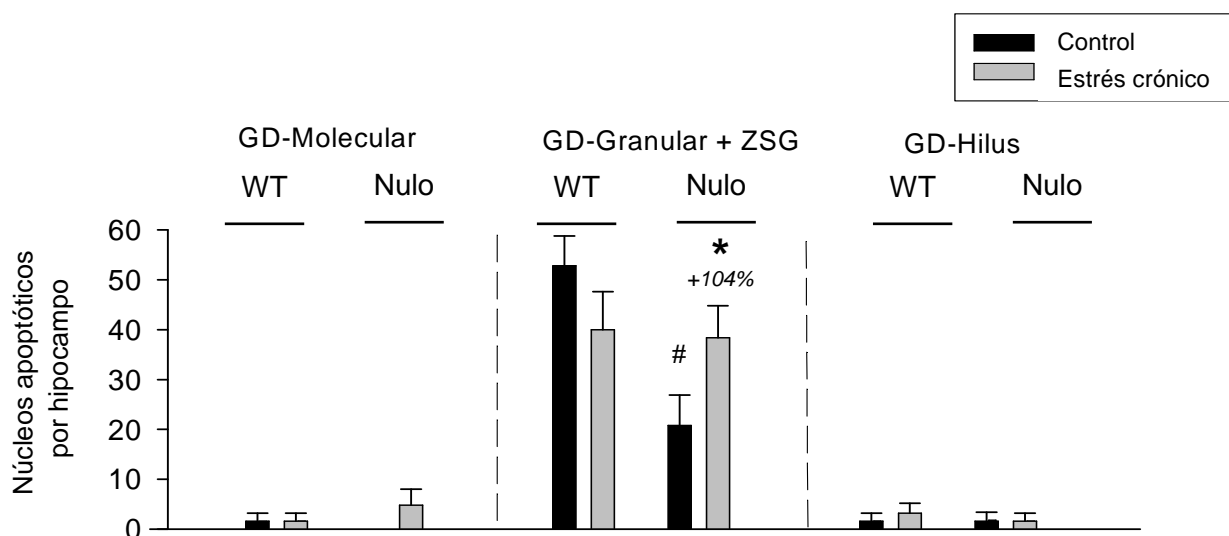 Control
Estrés crónico
GD-Molecular
GD-Granular + ZSG
GD-Hilus
WT
Nulo
WT
Nulo
WT
Nulo
Núcleos apoptóticos
por hipocampo
60
50
40
30
20
10
0
*
+104%
#